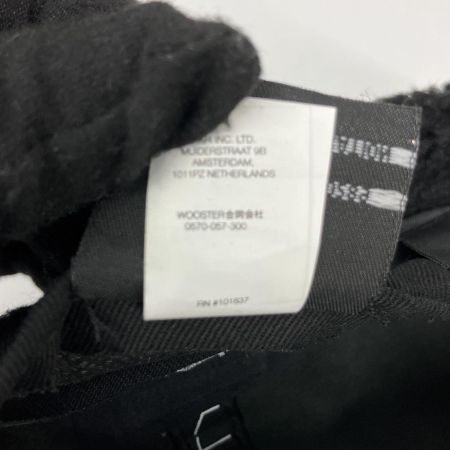 INC. LTD.
MUIDERSTRAAT 9B
AMSTERDAM,
1011PZ NETHERLANDS
WOOSTER合同会社
0570-057-300
RN #101837